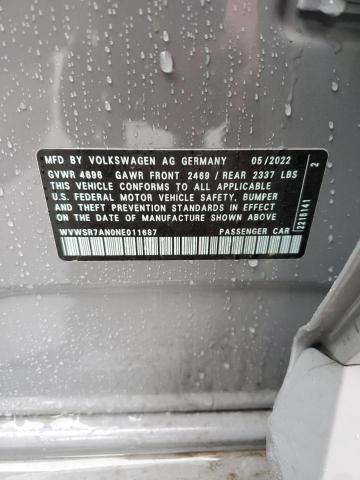 MFD BY VOLKSWAGEN AG GERMANY 05/2022
GVWR 4696 GAWR FRONT 2469 / REAR 2337 LBS
THIS VEHICLE CONFORMS TO ALL APPLICABLE
U.S. FEDERAL MOTOR VEHICLE SAFETY, BUMPER
AND THEFT PREVENTION STANDARDS IN EFFECT
ON THE DATE OF MANUFACTURE SHOWN ABOVE.
WVWSR7AN0NE011687 PASSENGER CAR
2216141 2